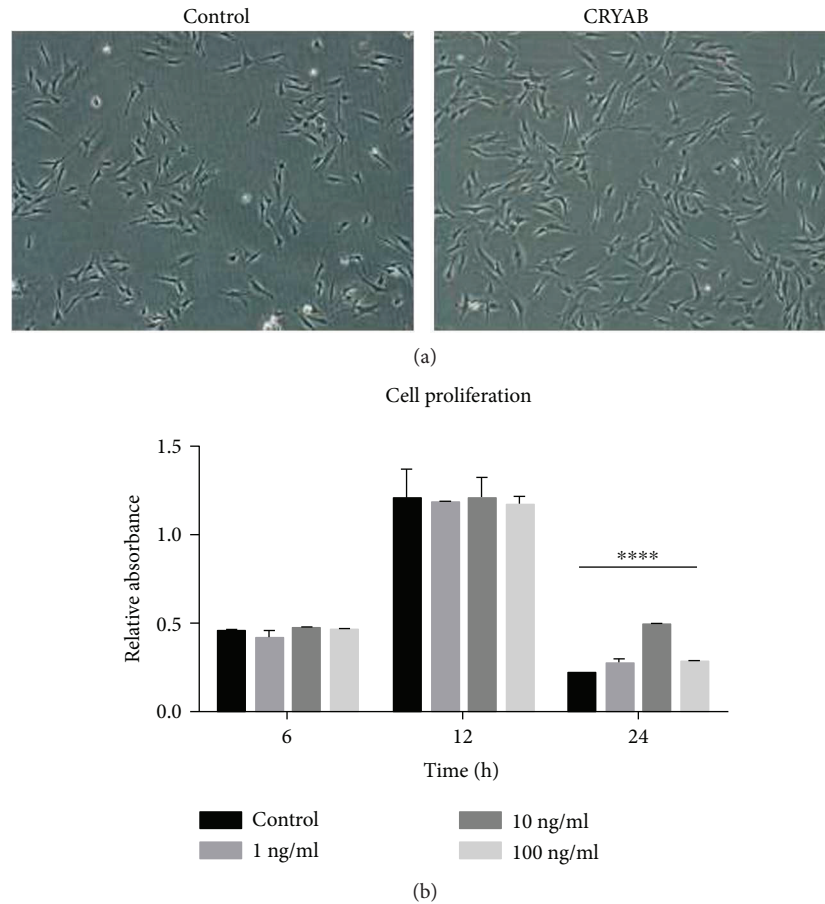 Control
CRYAB
(a)
Cell proliferation
1.5
1.0
0.5
0.0
Relative absorbance
****
6
12
24
Time (h)
Control
10 ng/ml
1 ng/ml
100 ng/ml
(b)